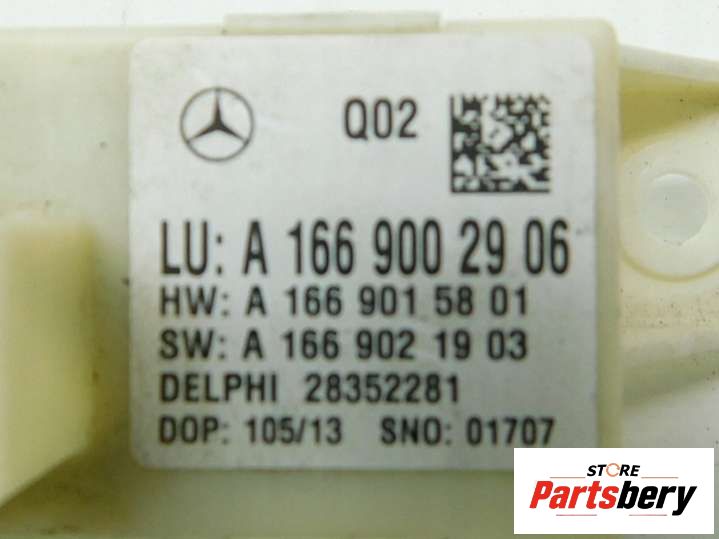 Q02
LU: A 166 900 29 06
HW: A 166 901 58 01
SW: A 166 902 19 03
DELPHI 28352281
DOP: 105/13 SNO: 01707
STORE
Partsbery